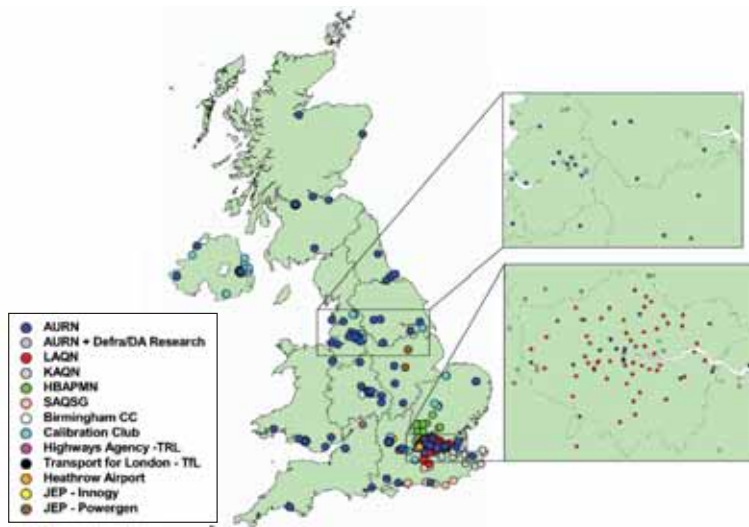 AURN
AURN + Defra/DA Research
LAQN
KAQN
HBAPMN
SAQSG
Birmingham CC
Calibration Club
Highways Agency -TRL
Transport for London - TfL
Heathrow Airport
JEP - Innogy
JEP - Powergen